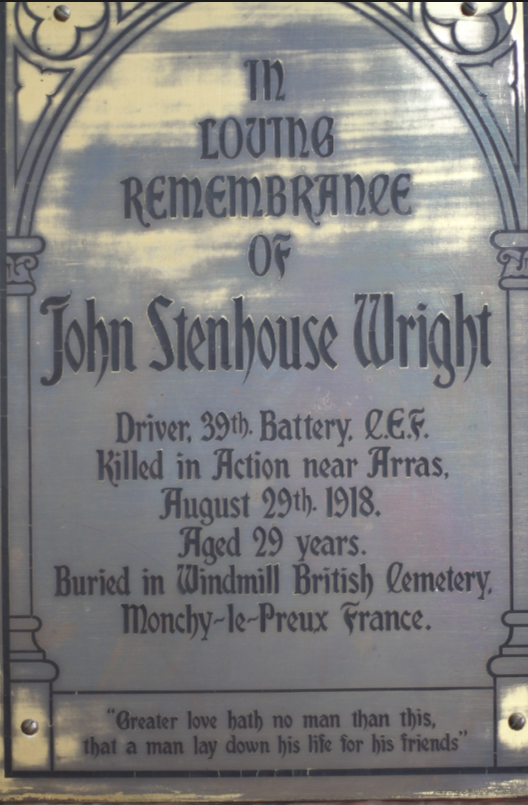 IN
LOVING
REMEMBRANCE
OF
John Stenhouse Wright
Driver, 39th. Battery, C.E.F.
Killed in Action near Arras,
August 29th. 1918.
Aged 29 years.
Buried in Windmill British Cemetery,
Monchy-le-Preux France.
"Greater love hath no man than this,
that a man lay down his life for his friends"